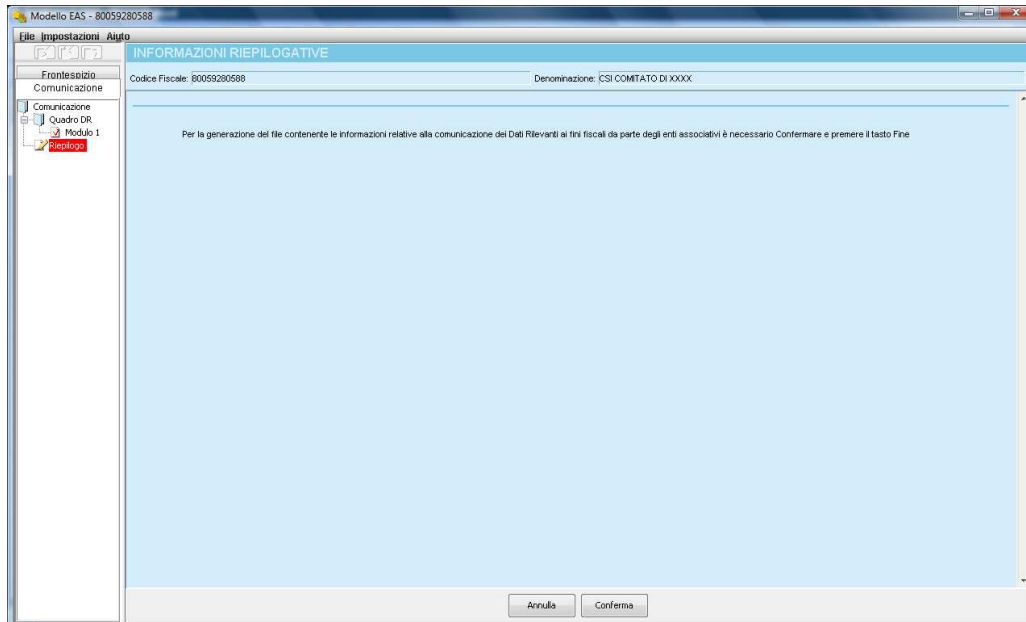 Modello EAS - 80059280588
File Impostazioni Aiuto
INFORMAZIONI RIEPILOGATIVE
Frontespizio
Comunicazione
Codice Fiscale: 80059280588 Denominazione: CSI COMITATO DI XXXX
Comunicazione
Quadro DR
Modulo 1
Riepilogo
Per la generazione del file contenente le informazioni relative alla comunicazione dei Dati Rilevanti ai fini fiscali da parte degli enti associativi è necessario Confermare e premere il tasto Fine
Annulla Conferma